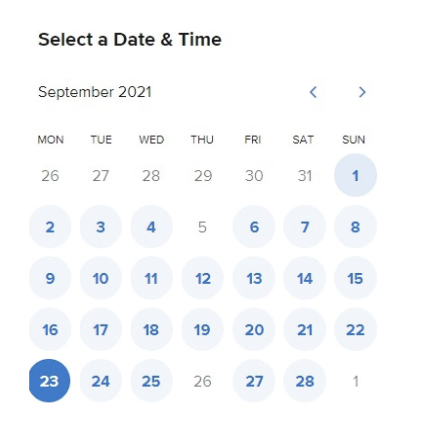 Select a Date & Time
September 2021
MON TUE WED THU FRI SAT SUN
26 27 28 29 30 31 1
2 3 4 5 6 7 8
9 10 11 12 13 14 15
16 17 18 19 20 21 22
23 24 25 26 27 28 1